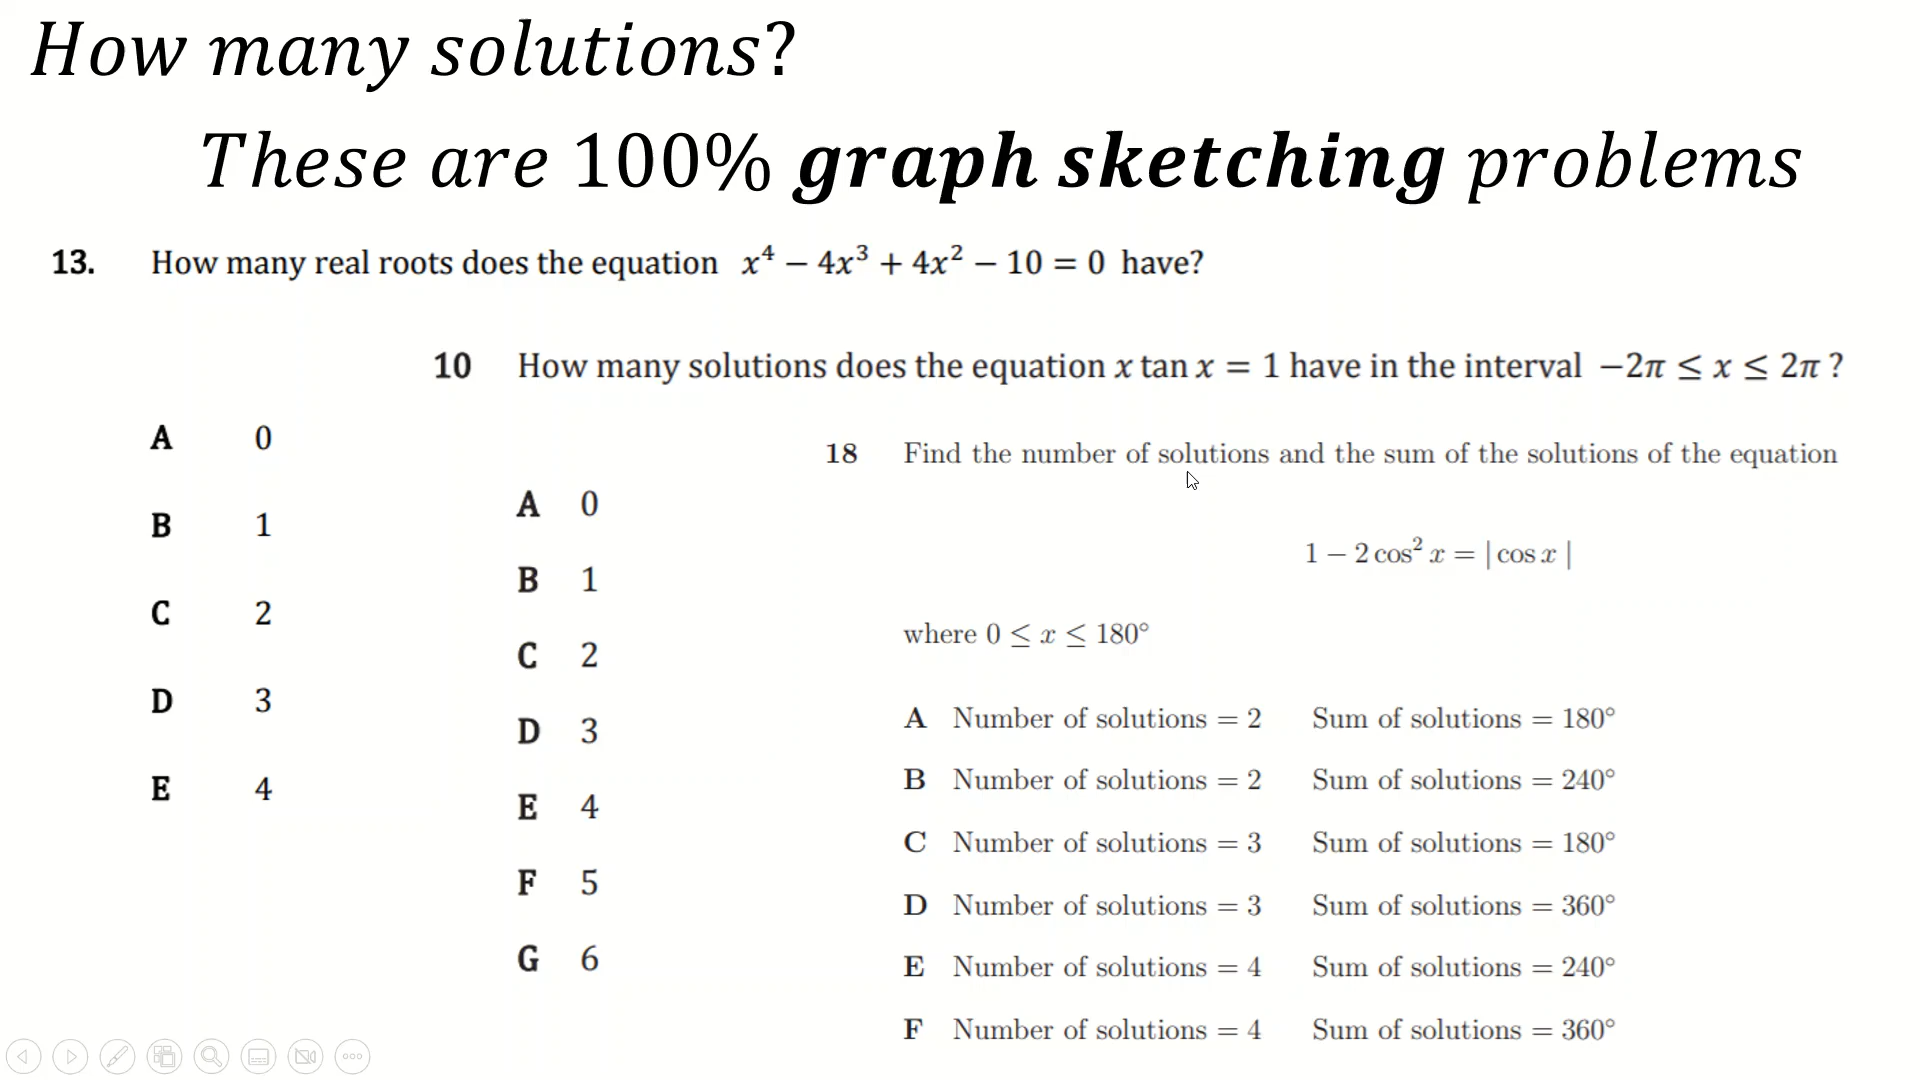 How many solutions?
These are 100% graph sketching problems
13. How many real roots does the equation x⁴ − 4x³ + 4x² − 10 = 0 have?
A 0
B 1
C 2
D 3
E 4
10 How many solutions does the equation x tan x = 1 have in the interval −2π ≤ x ≤ 2π ?
A 0
B 1
C 2
D 3
E 4
F 5
G 6
18 Find the number of solutions and the sum of the solutions of the equation
1 − 2 cos² x = | cos x |
where 0 ≤ x ≤ 180°
A Number of solutions = 2 Sum of solutions = 180°
B Number of solutions = 2 Sum of solutions = 240°
C Number of solutions = 3 Sum of solutions = 180°
D Number of solutions = 3 Sum of solutions = 360°
E Number of solutions = 4 Sum of solutions = 240°
F Number of solutions = 4 Sum of solutions = 360°